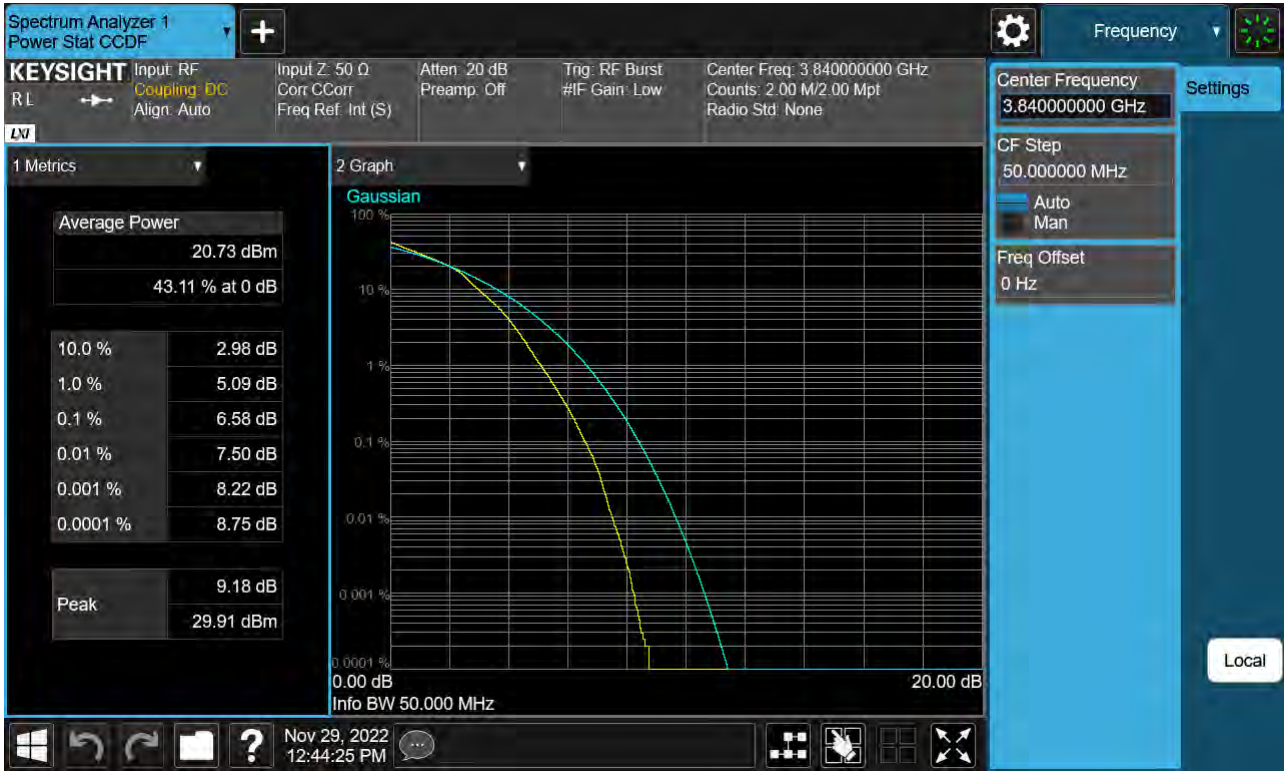 Spectrum Analyzer 1
Power Stat CCDF
+
Frequency
KEYSIGHT
RL
LXI
Input: RF
Coupling: DC
Align: Auto
Input Z: 50 Ω
Corr CCorr
Freq Ref: Int (S)
Atten: 20 dB
Preamp: Off
Trig: RF Burst
#IF Gain: Low
Center Freq: 3.840000000 GHz
Counts: 2.00 M/2.00 Mpt
Radio Std: None
Center Frequency
3.840000000 GHz
Settings
CF Step
50.000000 MHz
Auto
Man
Freq Offset
0 Hz
Local
1 Metrics
Average Power
20.73 dBm
43.11 % at 0 dB
10.0 % 2.98 dB
1.0 % 5.09 dB
0.1 % 6.58 dB
0.01 % 7.50 dB
0.001 % 8.22 dB
0.0001 % 8.75 dB
Peak
9.18 dB
29.91 dBm
2 Graph
Gaussian
100 %
10 %
1 %
0.1 %
0.01 %
0.001 %
0.0001 %
0.00 dB 20.00 dB
Info BW 50.000 MHz
?
Nov 29, 2022
12:44:25 PM